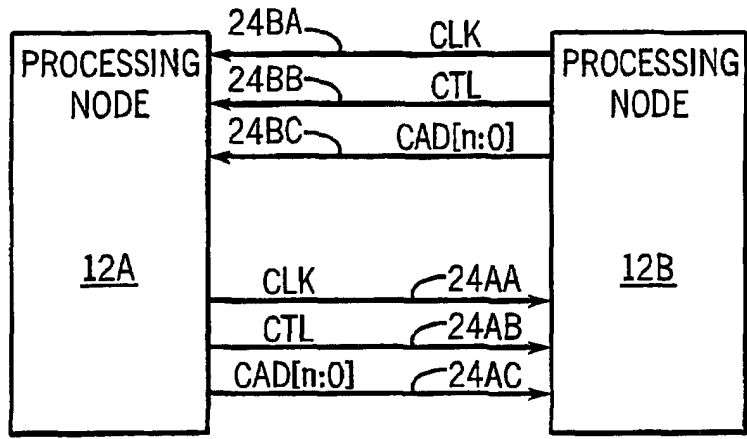 24BA
CLK
PROCESSING
NODE
24BB
CTL
24BC
CAD[n:0]
PROCESSING
NODE
12A
12B
CLK
24AA
CTL
24AB
CAD[n:0]
24AC